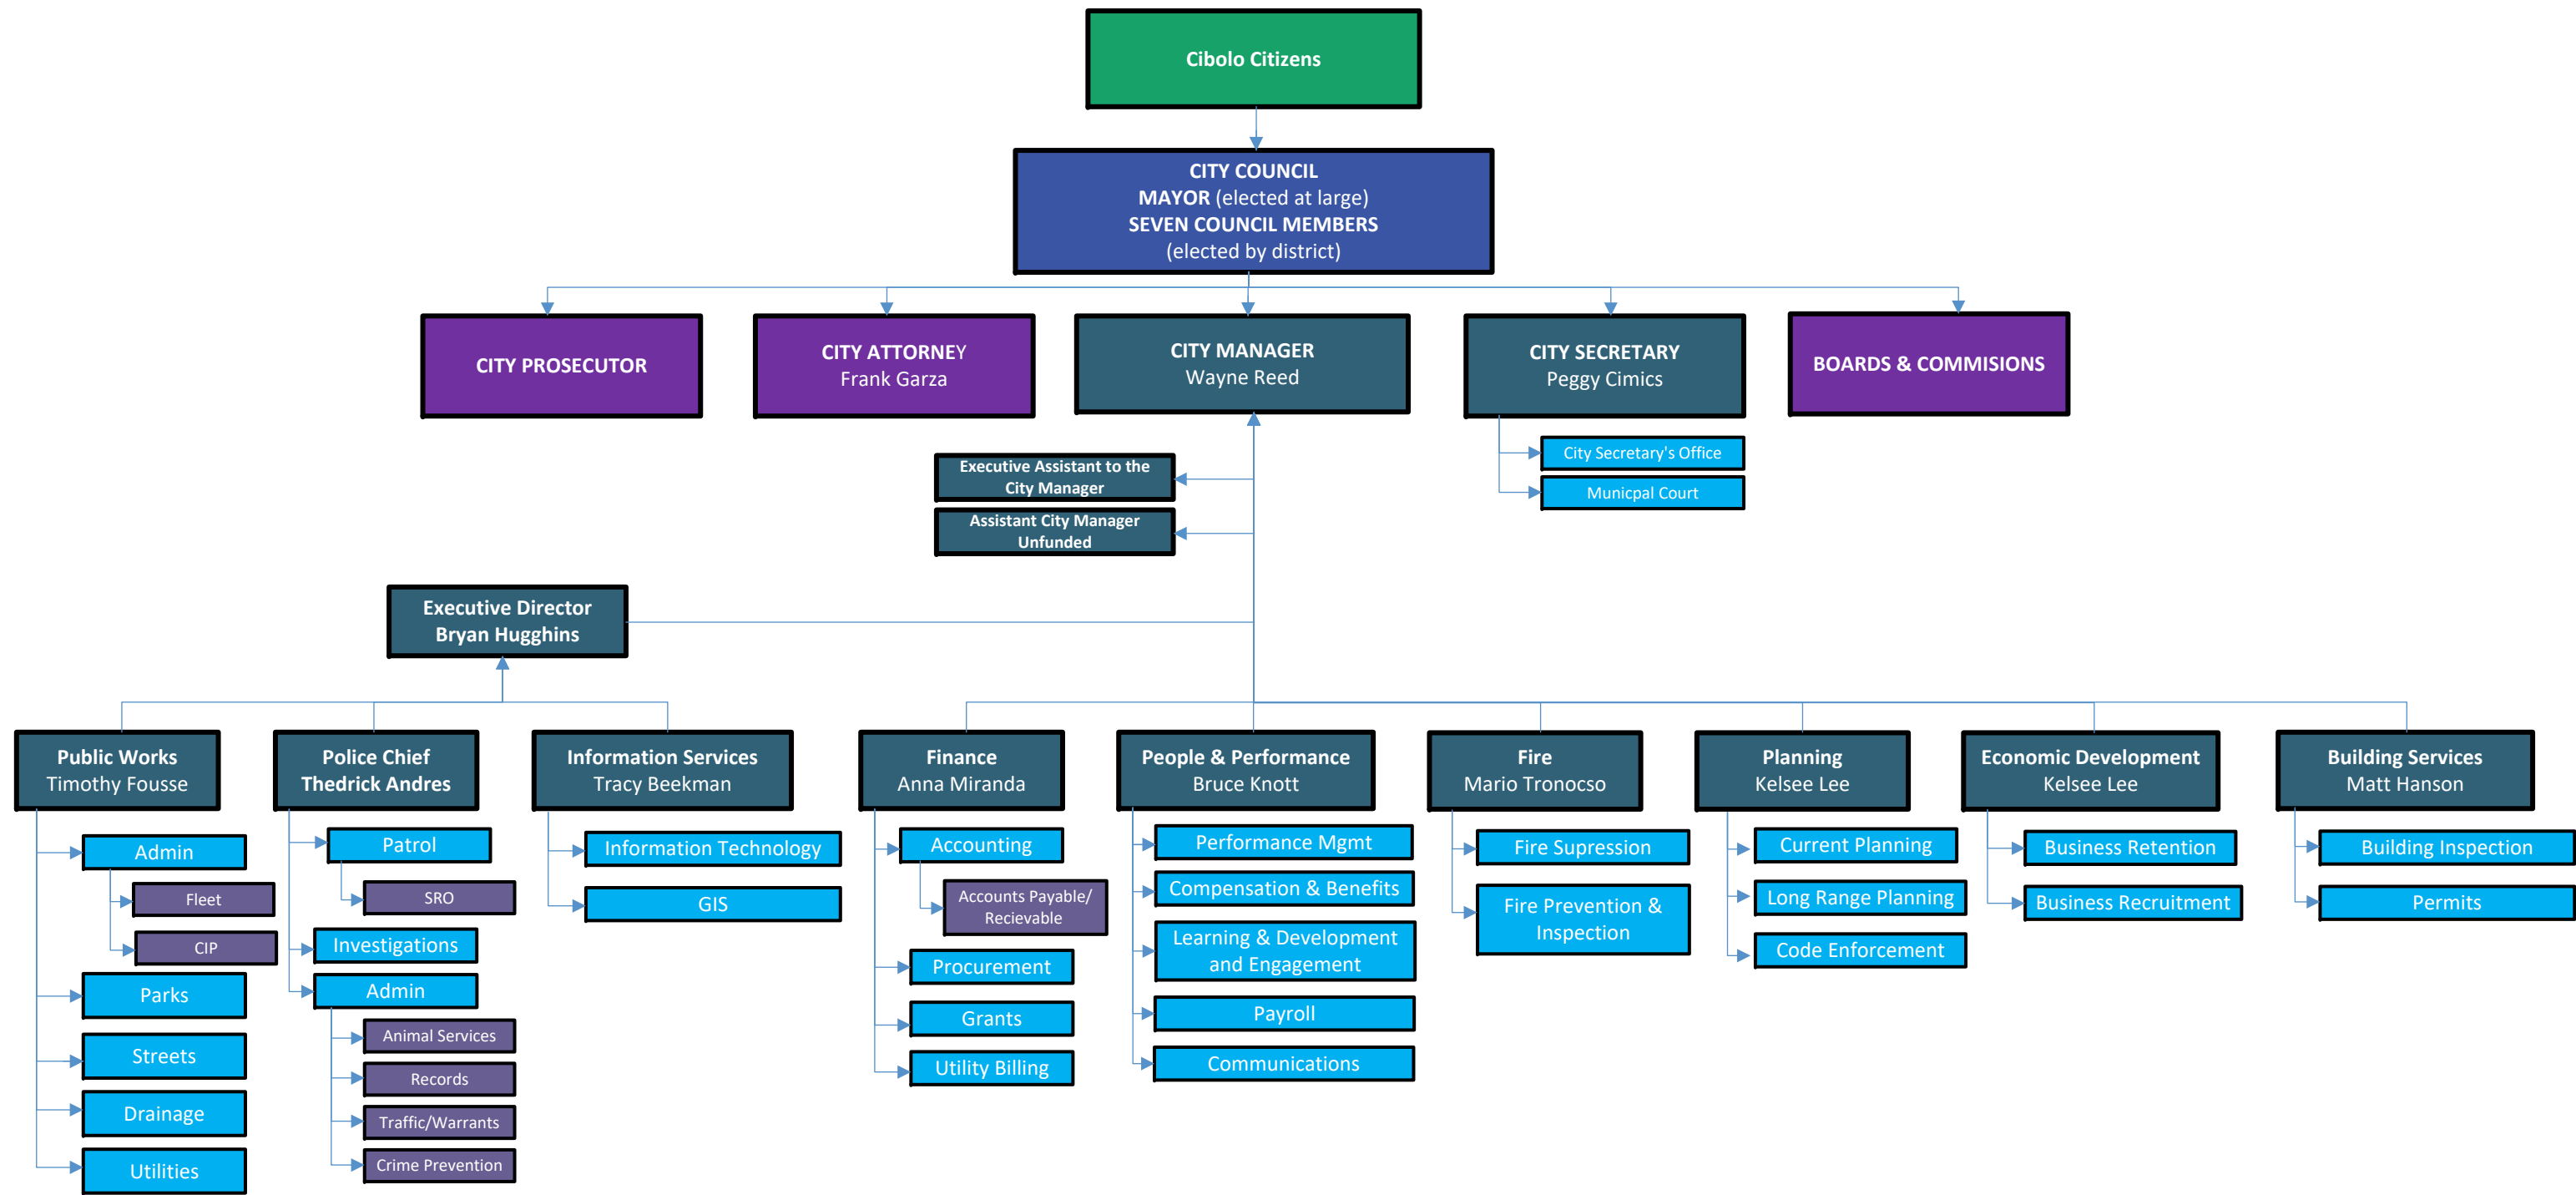 Cibolo Citizens
CITY COUNCIL
MAYOR (elected at large)
SEVEN COUNCIL MEMBERS
(elected by district)
CITY PROSECUTOR
CITY ATTORNEY
Frank Garza
CITY MANAGER
Wayne Reed
CITY SECRETARY
Peggy Cimics
BOARDS & COMMISIONS
City Secretary's Office
Municpal Court
Executive Assistant to the
City Manager
Assistant City Manager
Unfunded
Executive Director
Bryan Hugghins
Public Works
Timothy Fousse
Admin
Fleet
CIP
Parks
Streets
Drainage
Utilities
Police Chief
Thedrick Andres
Patrol
SRO
Investigations
Admin
Animal Services
Records
Traffic/Warrants
Crime Prevention
Information Services
Tracy Beekman
Information Technology
GIS
Finance
Anna Miranda
Accounting
Accounts Payable/
Recievable
Procurement
Grants
Utility Billing
People & Performance
Bruce Knott
Performance Mgmt
Compensation & Benefits
Learning & Development
and Engagement
Payroll
Communications
Fire
Mario Tronocso
Fire Supression
Fire Prevention &
Inspection
Planning
Kelsee Lee
Current Planning
Long Range Planning
Code Enforcement
Economic Development
Kelsee Lee
Business Retention
Business Recruitment
Building Services
Matt Hanson
Building Inspection
Permits